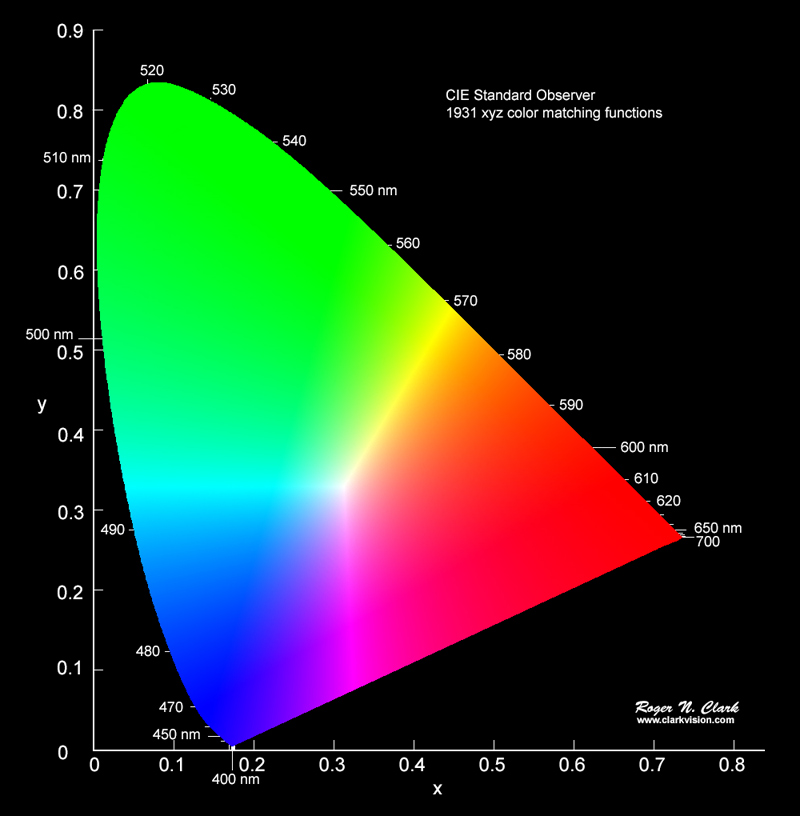 0.9
520
530
CIE Standard Observer
1931 xyz color matching functions
0.8
540
510 nm
0.7
550 nm
560
0.6
570
500 nm
0.5
580
y
590
0.4
600 nm
610
620
0.3
490
650 nm
700
0.2
480
0.1
470
Roger N. Clark
www.clarkvision.com
450 nm
0
0 0.1 0.2 0.3 0.4 0.5 0.6 0.7 0.8
400 nm
x